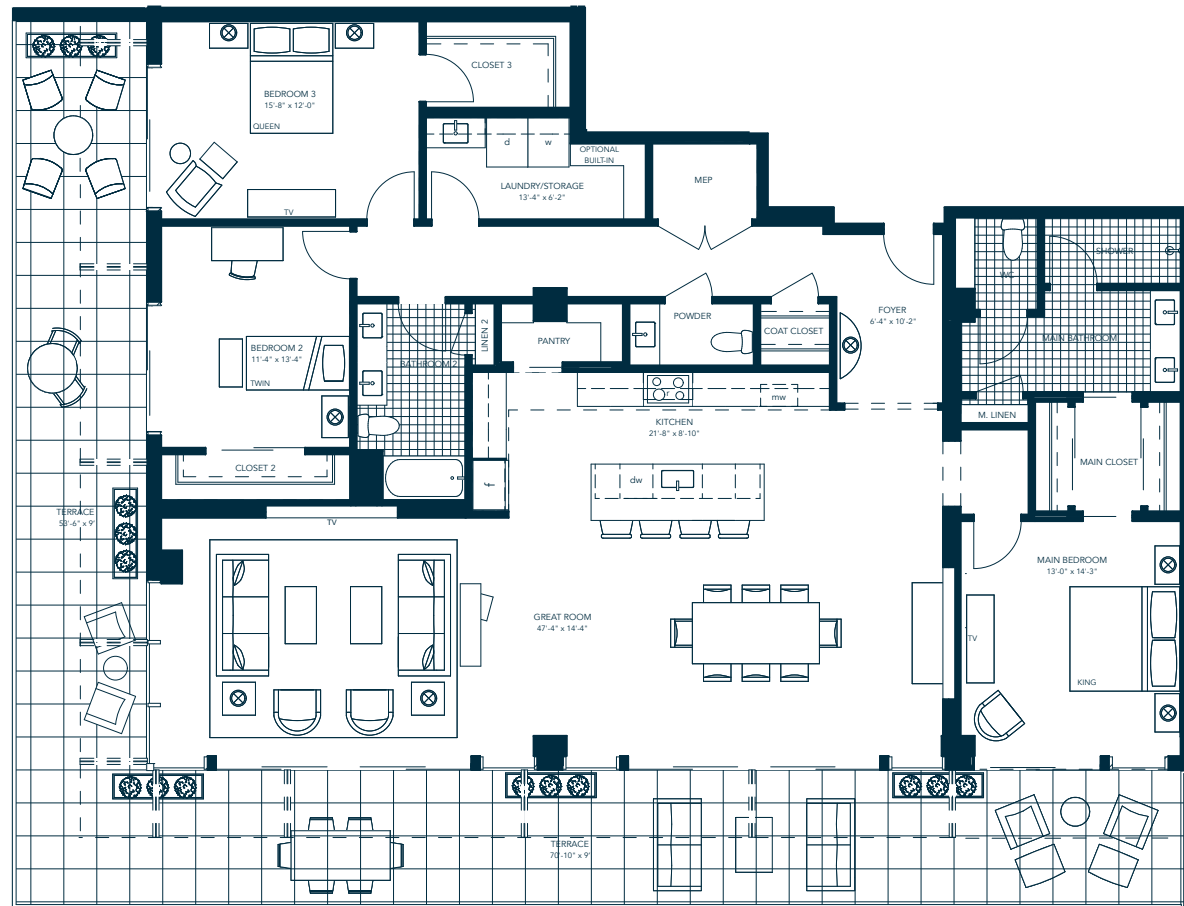 CLOSET 3
BEDROOM 3
15'-8" x 12'-0"
QUEEN
TV
d
w
OPTIONAL
BUILT-IN
LAUNDRY/STORAGE
13'-4" x 6'-2"
MEP
SHOWER
WC
FOYER
6'-4" x 10'-2"
POWDER
COAT CLOSET
LINEN 2
PANTRY
MAIN BATHROOM
BEDROOM 2
11'-4" x 13'-4"
TWIN
BATHROOM 2
r
mw
M. LINEN
KITCHEN
21'-8" x 8'-10"
CLOSET 2
MAIN CLOSET
f
dw
TERRACE
53'-6" x 9'
TV
MAIN BEDROOM
13'-0" x 14'-3"
GREAT ROOM
47'-4" x 14'-4"
TV
KING
TERRACE
70'-10" x 9'